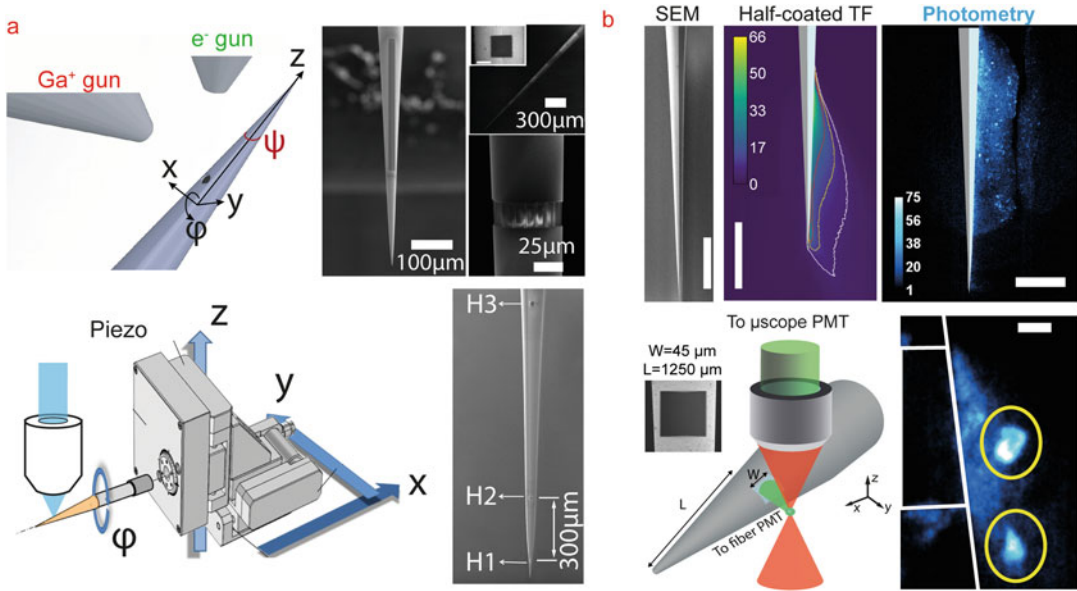 a
e⁻ gun
Ga⁺ gun
z
ψ
x
y
φ
100µm
300µm
25µm
Piezo
z
y
x
φ
H3
H2
H1
300µm
b
SEM
Half-coated TF
Photometry
66
50
33
17
0
75
56
38
20
1
To µscope PMT
W=45 µm
L=1250 µm
W
L
To fiber PMT
z
x
y